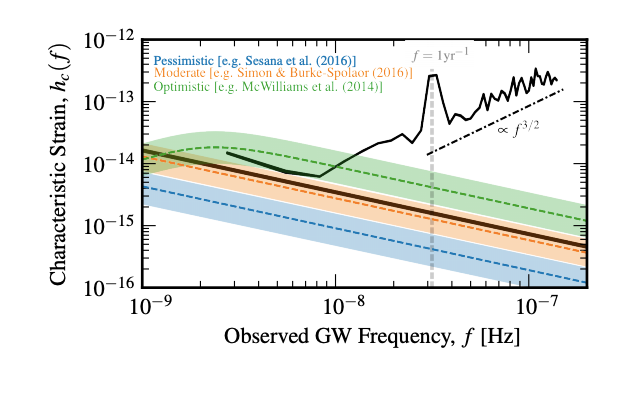 10⁻¹²
10⁻¹³
10⁻¹⁴
10⁻¹⁵
10⁻¹⁶
Characteristic Strain, h_c(f)
Pessimistic [e.g. Sesana et al. (2016)]
Moderate [e.g. Simon & Burke-Spolaor (2016)]
Optimistic [e.g. McWilliams et al. (2014)]
f = 1yr⁻¹
∝ f^{3/2}
10⁻⁹
10⁻⁸
10⁻⁷
Observed GW Frequency, f [Hz]